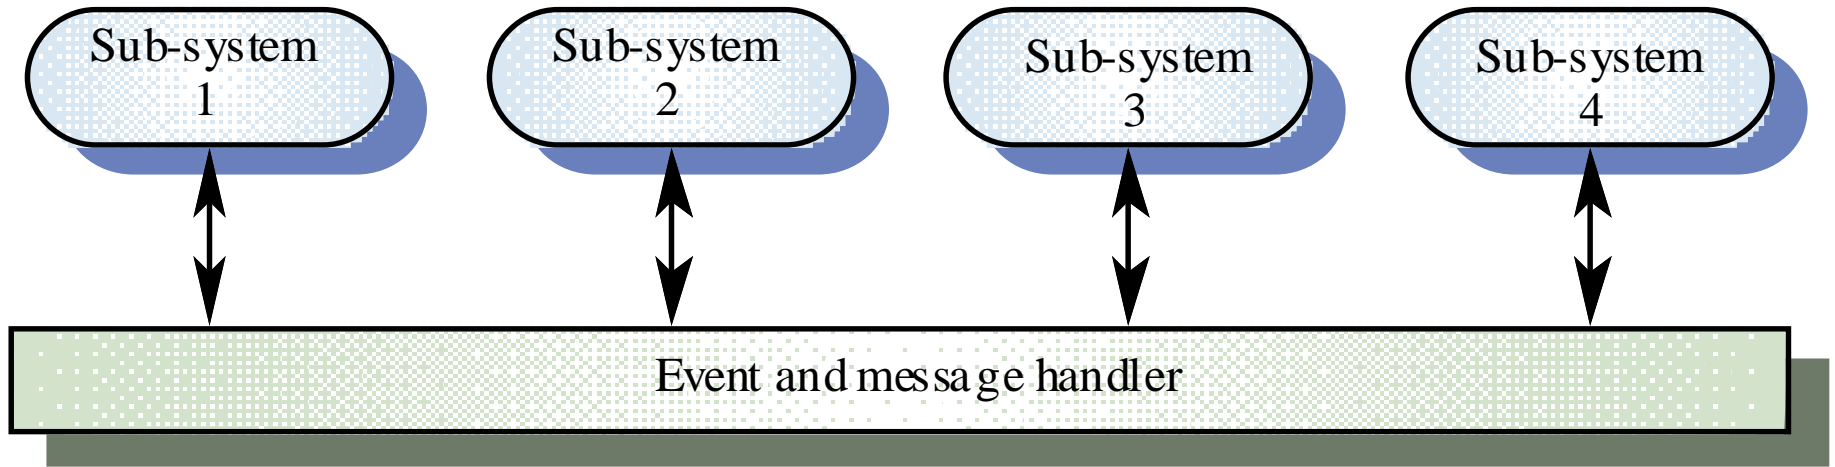 Sub-system
1
Sub-system
2
Sub-system
3
Sub-system
4
Event and message handler